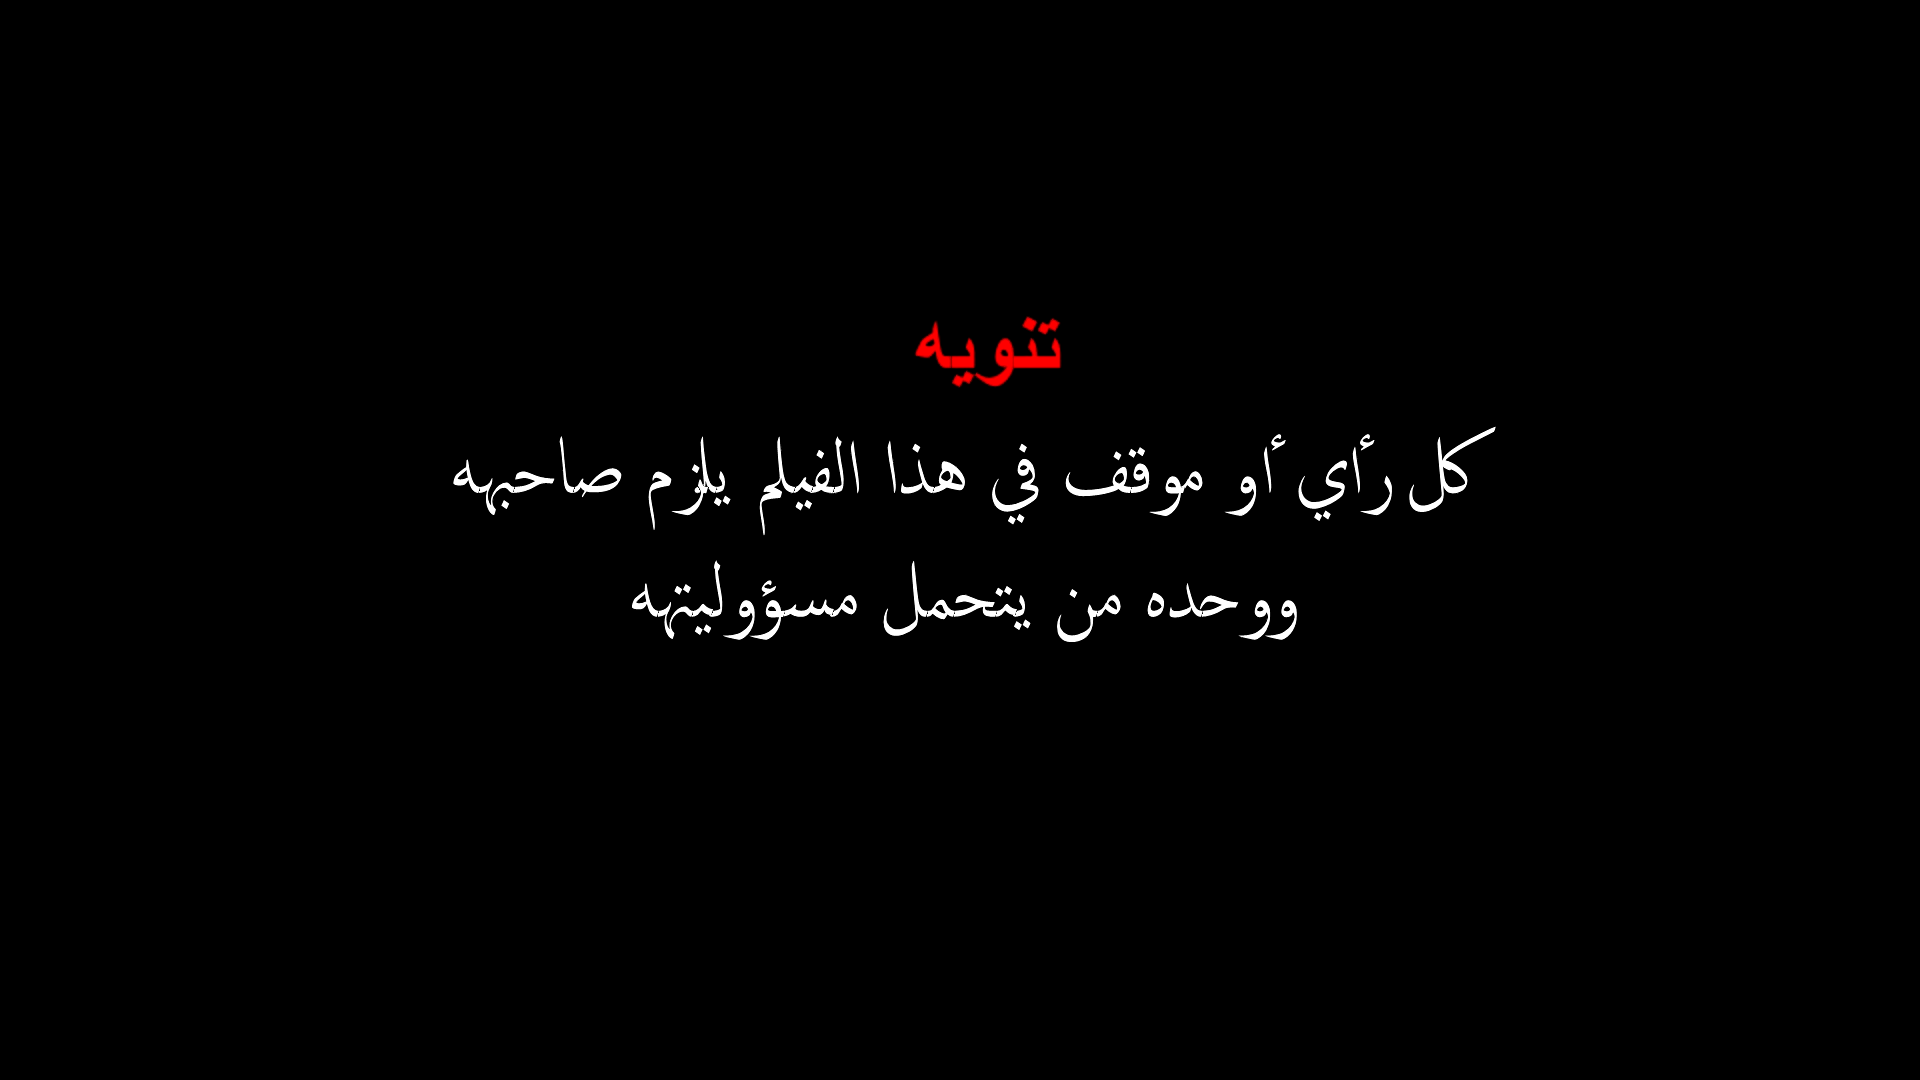 تنويه
كل رأي أو موقف في هذا الفيلم يلزم صاحبه
ووحده من يتحمل مسؤوليته